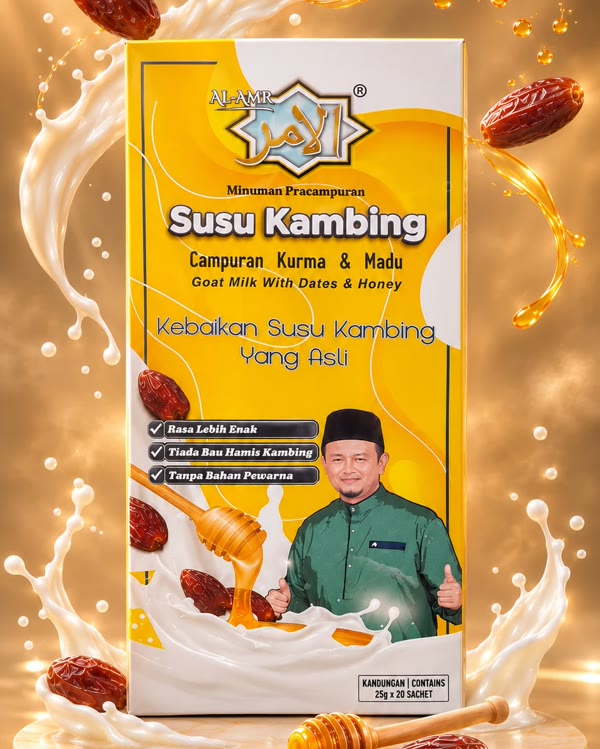 AL-AMR
الامر
®
Minuman Pracampuran
Susu Kambing
Campuran Kurma & Madu
Goat Milk With Dates & Honey
Kebaikan Susu Kambing
Yang Asli
Rasa Lebih Enak
Tiada Bau Hamis Kambing
Tanpa Bahan Pewarna
KANDUNGAN | CONTAINS
25g x 20 SACHET